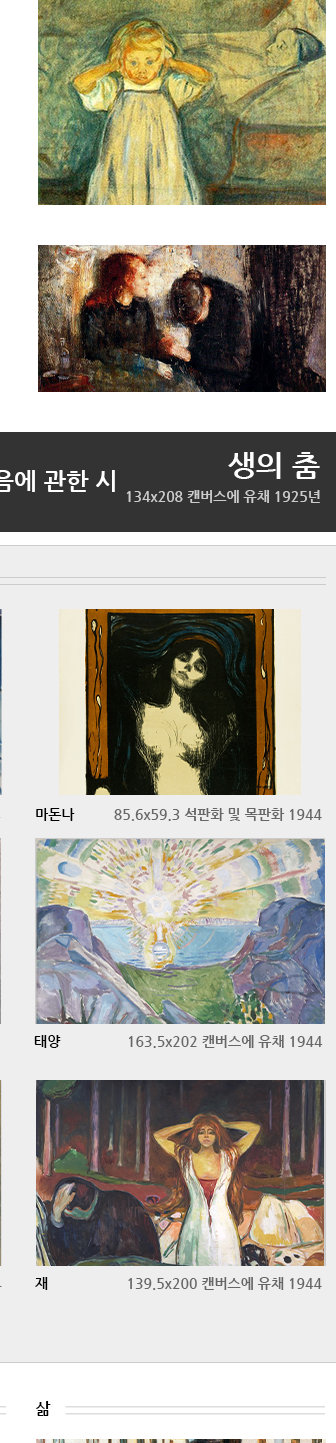 음에 관한 시
생의 춤
134x208 캔버스에 유채 1925년
마돈나 85.6x59.3 석판화 및 목판화 1944
태양 163.5x202 캔버스에 유채 1944
재 139.5x200 캔버스에 유채 1944
삶